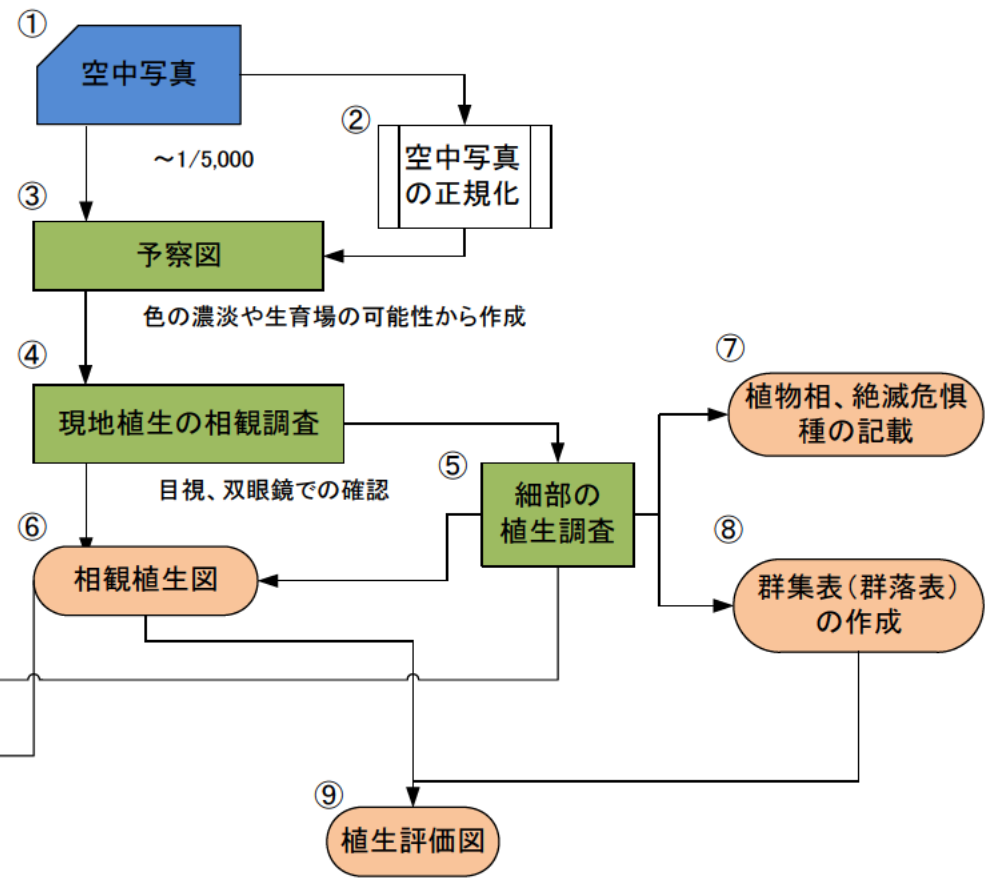 ①
空中写真
②
空中写真
の正規化
～1/5,000
③
予察図
色の濃淡や生育場の可能性から作成
④
現地植生の相観調査
目視、双眼鏡での確認
⑤
細部の
植生調査
⑥
相観植生図
⑦
植物相、絶滅危惧
種の記載
⑧
群集表（群落表）
の作成
⑨
植生評価図